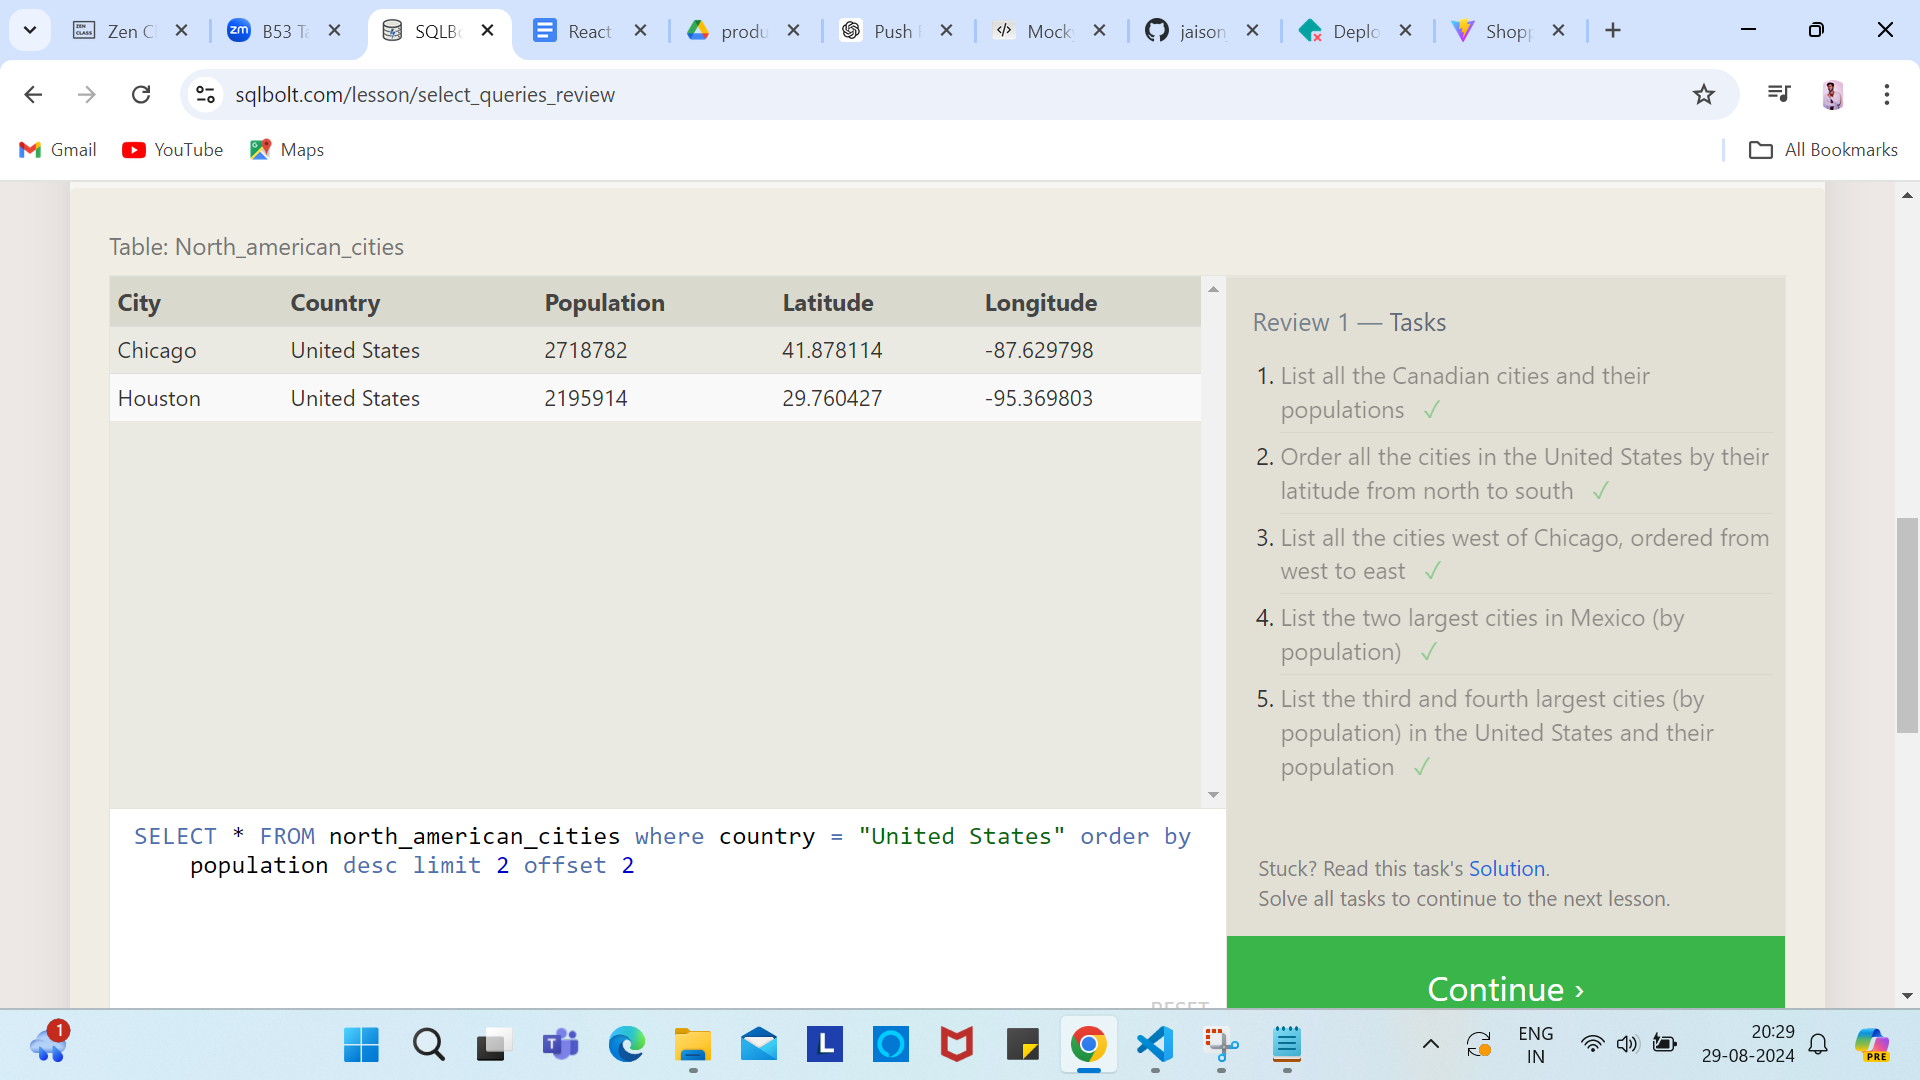 Zen Cl
B53 Ta
SQLBo
React
produ
Push
Mocky
jaison
Deplo
Shopp
sqlbolt.com/lesson/select_queries_review
Gmail
YouTube
Maps
All Bookmarks
Table: North_american_cities
City Country Population Latitude Longitude
Chicago United States 2718782 41.878114 -87.629798
Houston United States 2195914 29.760427 -95.369803
Review 1 — Tasks
1. List all the Canadian cities and their
populations ✓
2. Order all the cities in the United States by their
latitude from north to south ✓
3. List all the cities west of Chicago, ordered from
west to east ✓
4. List the two largest cities in Mexico (by
population) ✓
5. List the third and fourth largest cities (by
population) in the United States and their
population ✓
SELECT * FROM north_american_cities where country = "United States" order by
population desc limit 2 offset 2
RESET
Stuck? Read this task's Solution.
Solve all tasks to continue to the next lesson.
Continue ›
1
ENG
IN
20:29
29-08-2024
PRE